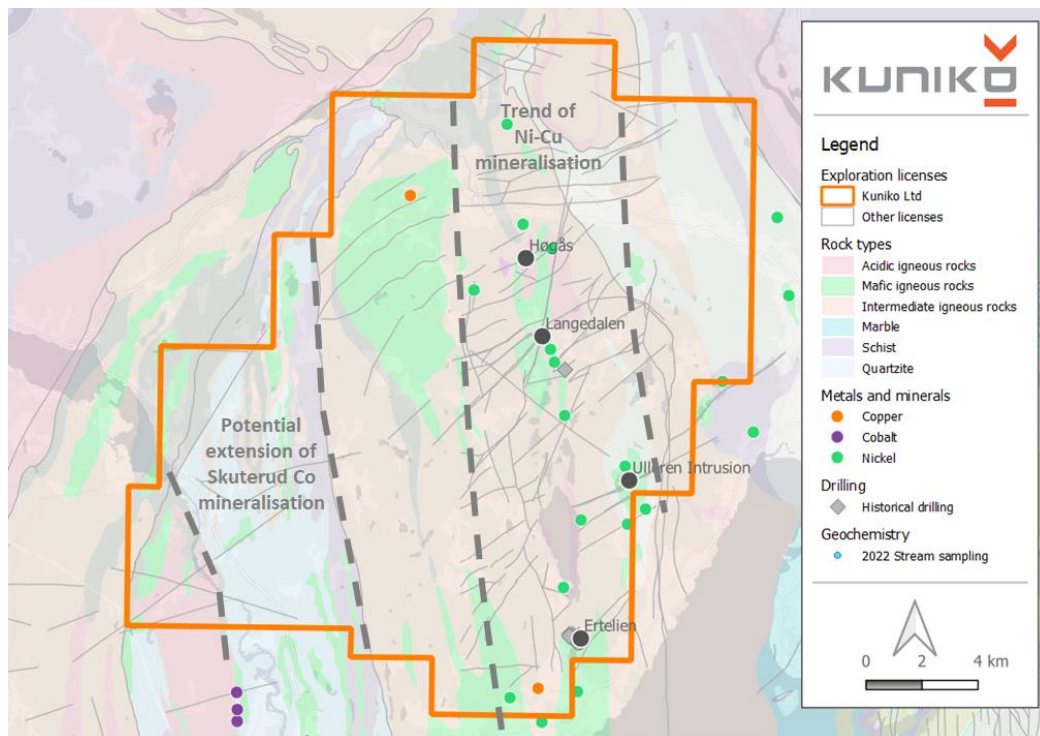 Trend of
Ni-Cu
mineralisation
Høgås
Langedalen
Potential
extension of
Skuterud Co
mineralisation
Ulleren Intrusion
Ertelien
KUNIKO
Legend
Exploration licenses
Kuniko Ltd
Other licenses
Rock types
Acidic igneous rocks
Mafic igneous rocks
Intermediate igneous rocks
Marble
Schist
Quartzite
Metals and minerals
Copper
Cobalt
Nickel
Drilling
Historical drilling
Geochemistry
2022 Stream sampling
0 2 4 km